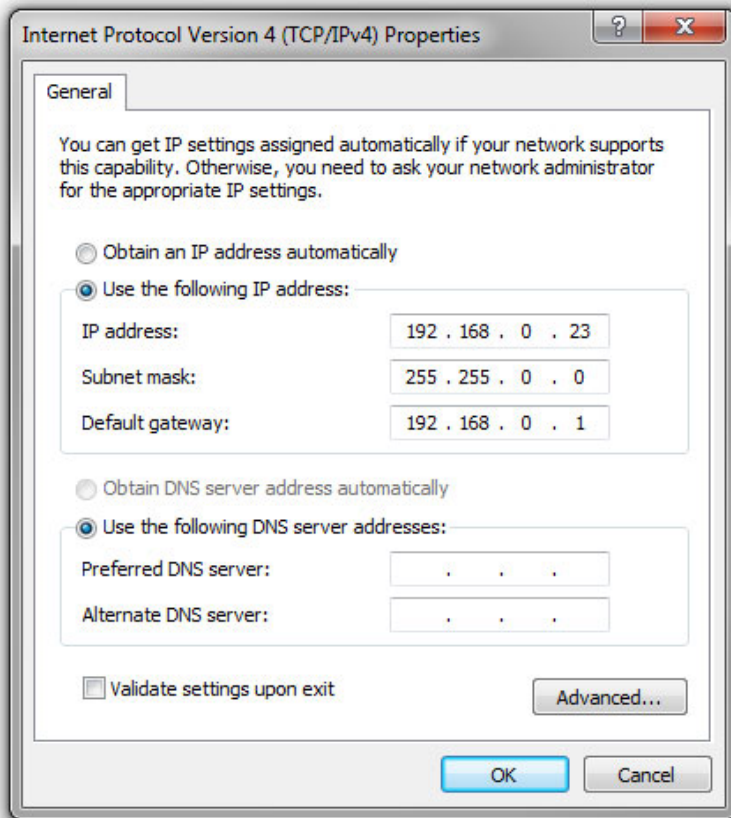 Internet Protocol Version 4 (TCP/IPv4) Properties
?
X
General
You can get IP settings assigned automatically if your network supports
this capability. Otherwise, you need to ask your network administrator
for the appropriate IP settings.
Obtain an IP address automatically
Use the following IP address:
IP address: 192 . 168 . 0 . 23
Subnet mask: 255 . 255 . 0 . 0
Default gateway: 192 . 168 . 0 . 1
Obtain DNS server address automatically
Use the following DNS server addresses:
Preferred DNS server: . . .
Alternate DNS server: . . .
Validate settings upon exit
Advanced...
OK Cancel